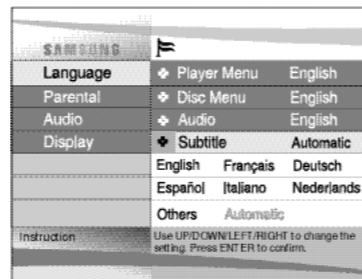 SAMSUNG
Language Player Menu English
Parental Disc Menu English
Audio Audio English
Display Subtitle Automatic
English Français Deutsch
Español Italiano Nederlands
Others Automatic
Instruction
Use UP/DOWN/LEFT/RIGHT to change the
setting. Press ENTER to confirm.